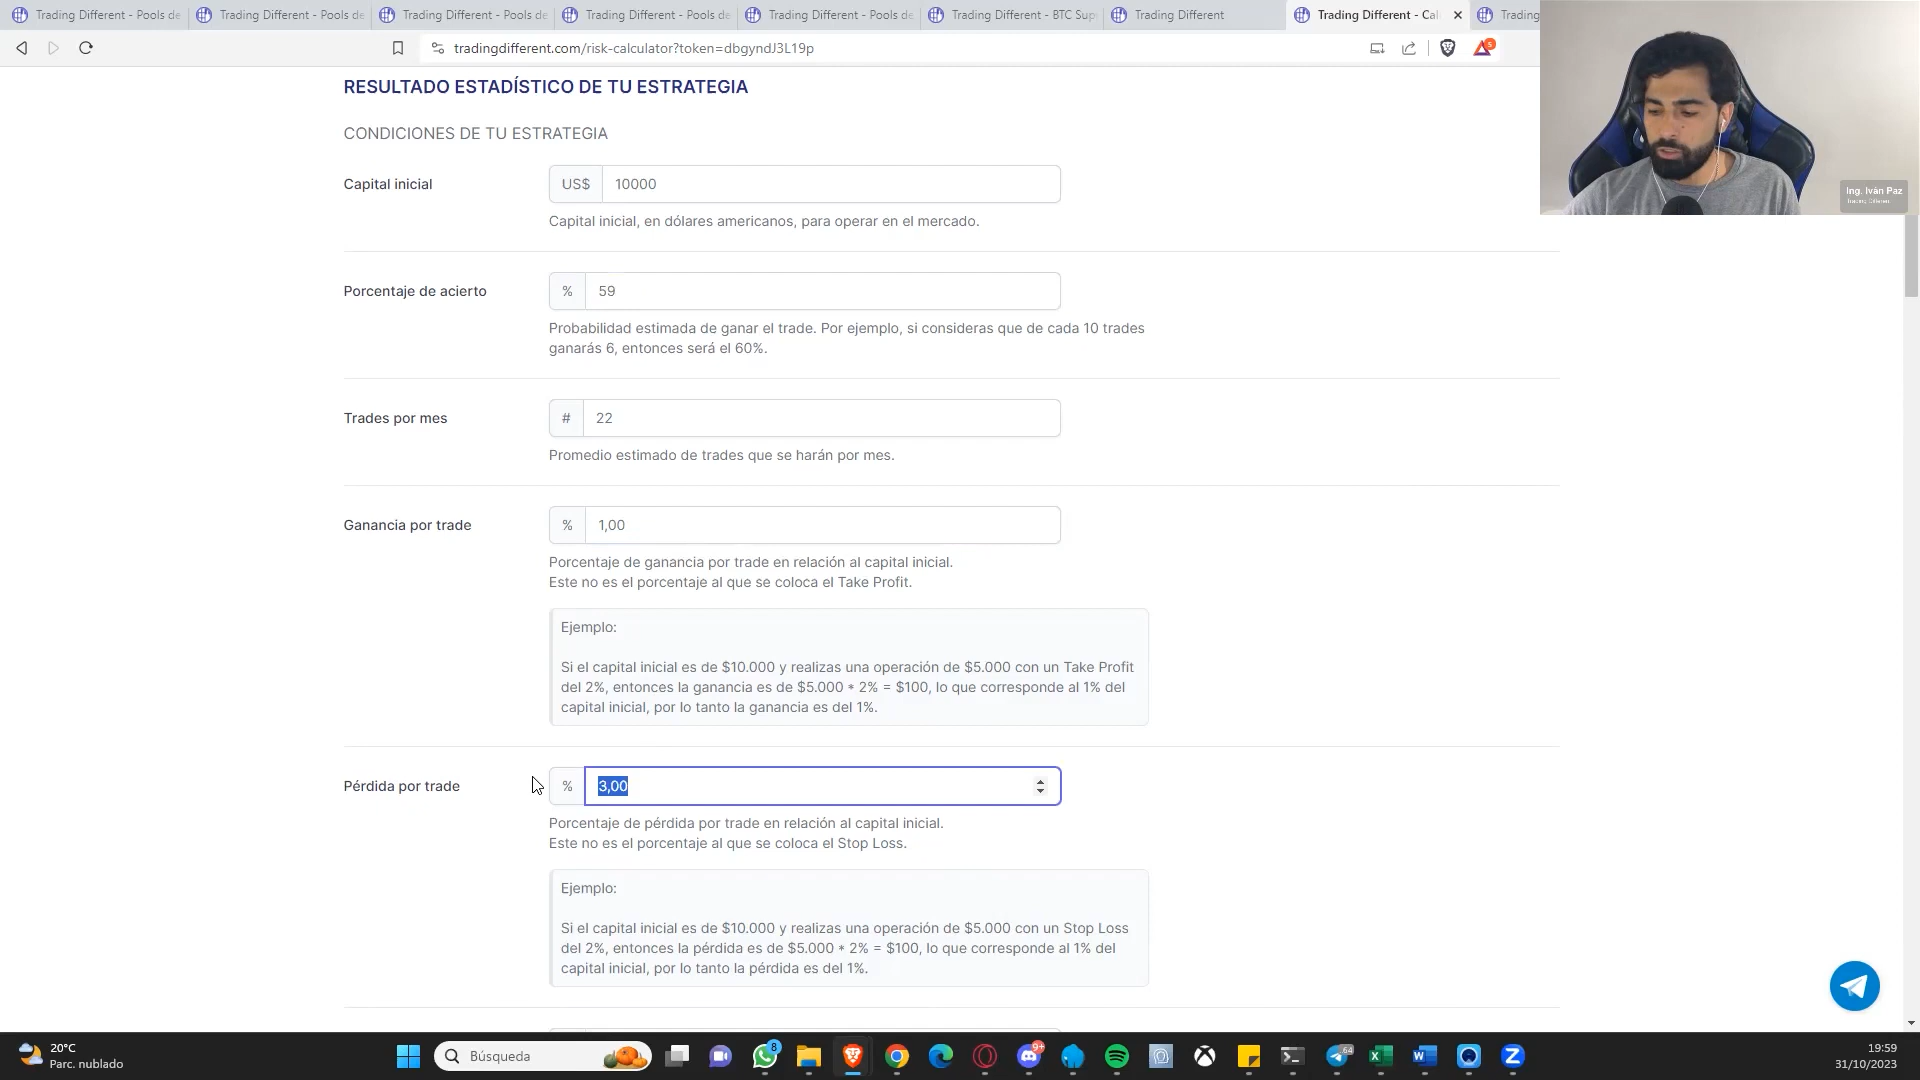 Trading Different - Pools de
Trading Different - Pools de
Trading Different - Pools de
Trading Different - Pools de
Trading Different - Pools de
Trading Different - BTC Sup
Trading Different
Trading Different - Cal
Trading
tradingdifferent.com/risk-calculator?token=dbgyndJ3L19p
5
RESULTADO ESTADÍSTICO DE TU ESTRATEGIA
CONDICIONES DE TU ESTRATEGIA
Capital inicial
US$ 10000
Capital inicial, en dólares americanos, para operar en el mercado.
Porcentaje de acierto
% 59
Probabilidad estimada de ganar el trade. Por ejemplo, si consideras que de cada 10 trades
ganarás 6, entonces será el 60%.
Trades por mes
# 22
Promedio estimado de trades que se harán por mes.
Ganancia por trade
% 1,00
Porcentaje de ganancia por trade en relación al capital inicial.
Este no es el porcentaje al que se coloca el Take Profit.
Ejemplo:
Si el capital inicial es de $10.000 y realizas una operación de $5.000 con un Take Profit
del 2%, entonces la ganancia es de $5.000 * 2% = $100, lo que corresponde al 1% del
capital inicial, por lo tanto la ganancia es del 1%.
Pérdida por trade
% 3,00
Porcentaje de pérdida por trade en relación al capital inicial.
Este no es el porcentaje al que se coloca el Stop Loss.
Ejemplo:
Si el capital inicial es de $10.000 y realizas una operación de $5.000 con un Stop Loss
del 2%, entonces la pérdida es de $5.000 * 2% = $100, lo que corresponde al 1% del
capital inicial, por lo tanto la pérdida es del 1%.
Ing. Iván Paz
Trading Different
20°C
Parc. nublado
Búsqueda
8
9+
64
19:59
31/10/2023